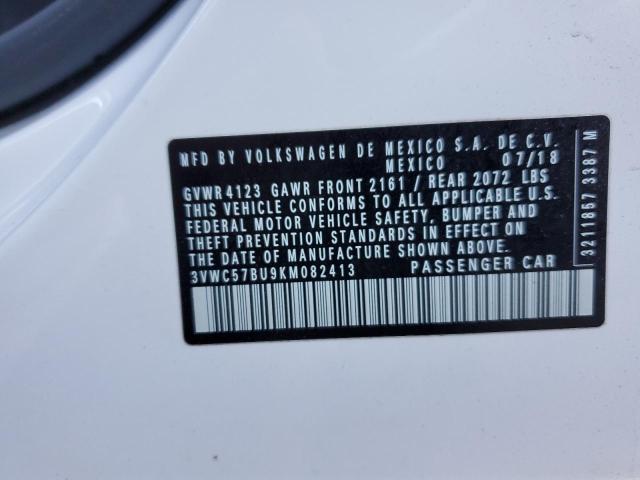 MFD BY VOLKSWAGEN DE MEXICO S.A. DE C.V.
MEXICO 07/18
GVWR 4123 GAWR FRONT 2161 / REAR 2072 LBS
THIS VEHICLE CONFORMS TO ALL APPLICABLE U.S.
FEDERAL MOTOR VEHICLE SAFETY, BUMPER AND
THEFT PREVENTION STANDARDS IN EFFECT ON
THE DATE OF MANUFACTURE SHOWN ABOVE.
3VWC57BU9KM082413 PASSENGER CAR
3211857 3387 M